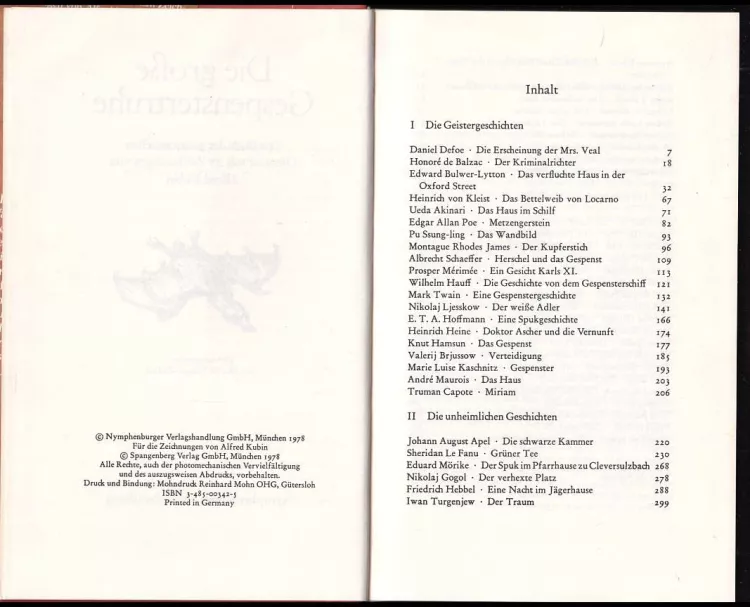 © Nymphenburger Verlagshandlung GmbH, München 1978
Für die Zeichnungen von Alfred Kubin
© Spangenberg Verlag GmbH, München 1978
Alle Rechte, auch der photomechanischen Vervielfältigung
und des auszugsweisen Abdrucks, vorbehalten.
Druck und Bindung: Mohndruck Reinhard Mohn OHG, Gütersloh
ISBN 3-485-00342-5
Printed in Germany
Inhalt
I Die Geistergeschichten
Daniel Defoe · Die Erscheinung der Mrs. Veal 7
Honoré de Balzac · Der Kriminalrichter 18
Edward Bulwer-Lytton · Das verfluchte Haus in der
Oxford Street 32
Heinrich von Kleist · Das Bettelweib von Locarno 67
Ueda Akinari · Das Haus im Schilf 71
Edgar Allan Poe · Metzengerstein 82
Pu Ssung-ling · Das Wandbild 93
Montague Rhodes James · Der Kupferstich 96
Albrecht Schaeffer · Herschel und das Gespenst 109
Prosper Mérimée · Ein Gesicht Karls XI. 113
Wilhelm Hauff · Die Geschichte von dem Gespensterschiff 121
Mark Twain · Eine Gespenstergeschichte 132
Nikolaj Ljesskow · Der weiße Adler 141
E. T. A. Hoffmann · Eine Spukgeschichte 166
Heinrich Heine · Doktor Ascher und die Vernunft 174
Knut Hamsun · Das Gespenst 177
Valerij Brjussow · Verteidigung 185
Marie Luise Kaschnitz · Gespenster 193
André Maurois · Das Haus 203
Truman Capote · Miriam 206
II Die unheimlichen Geschichten
Johann August Apel · Die schwarze Kammer 220
Sheridan Le Fanu · Grüner Tee 230
Eduard Mörike · Der Spuk im Pfarrhause zu Cleversulzbach 268
Nikolaj Gogol · Der verhexte Platz 278
Friedrich Hebbel · Eine Nacht im Jägerhause 288
Iwan Turgenjew · Der Traum 299